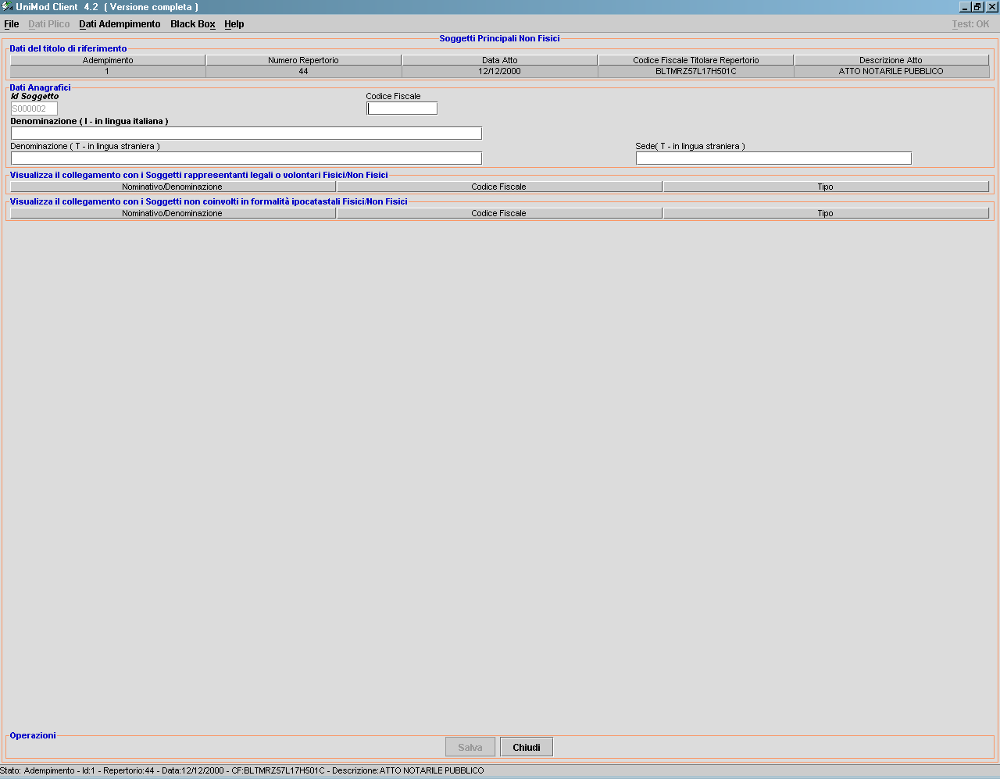 UniMod Client 4.2 ( Versione completa )
File Dati Plico Dati Adempimento Black Box Help Test: OK
Soggetti Principali Non Fisici
Dati del titolo di riferimento
Adempimento Numero Repertorio Data Atto Codice Fiscale Titolare Repertorio Descrizione Atto
1 44 12/12/2000 BLTMRZ57L17H501C ATTO NOTARILE PUBBLICO
Dati Anagrafici
Id Soggetto Codice Fiscale
S000002
Denominazione ( I - in lingua italiana )
Denominazione ( T - in lingua straniera ) Sede( T - in lingua straniera )
Visualizza il collegamento con i Soggetti rappresentanti legali o volontari Fisici/Non Fisici
Nominativo/Denominazione Codice Fiscale Tipo
Visualizza il collegamento con i Soggetti non coinvolti in formalità ipocatastali Fisici/Non Fisici
Nominativo/Denominazione Codice Fiscale Tipo
Operazioni
Salva Chiudi
Stato: Adempimento - Id:1 - Repertorio:44 - Data:12/12/2000 - CF:BLTMRZ57L17H501C - Descrizione:ATTO NOTARILE PUBBLICO